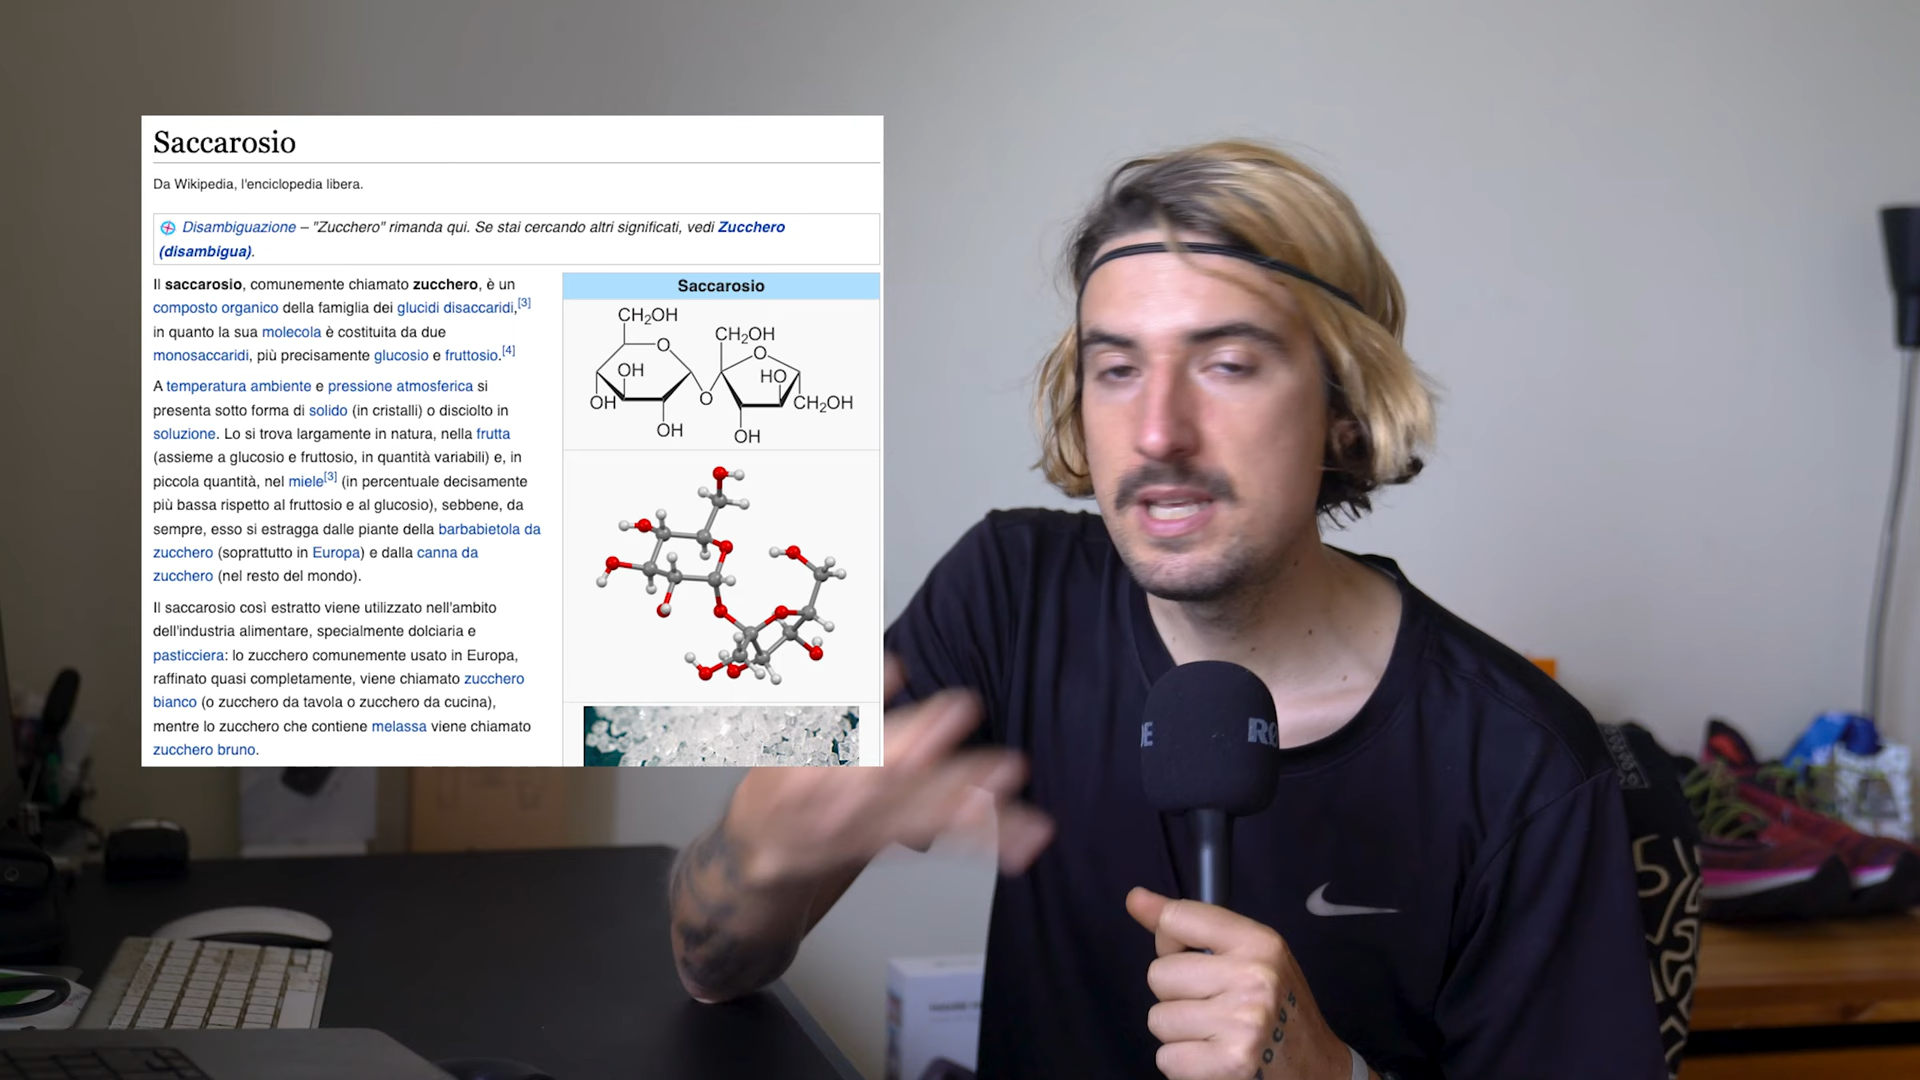 Saccarosio
Da Wikipedia, l'enciclopedia libera.
Disambiguazione – "Zucchero" rimanda qui. Se stai cercando altri significati, vedi Zucchero
(disambigua).
Il saccarosio, comunemente chiamato zucchero, è un
composto organico della famiglia dei glucidi disaccaridi,[3]
in quanto la sua molecola è costituita da due
monosaccaridi, più precisamente glucosio e fruttosio.[4]
A temperatura ambiente e pressione atmosferica si
presenta sotto forma di solido (in cristalli) o disciolto in
soluzione. Lo si trova largamente in natura, nella frutta
(assieme a glucosio e fruttosio, in quantità variabili) e, in
piccola quantità, nel miele[3] (in percentuale decisamente
più bassa rispetto al fruttosio e al glucosio), sebbene, da
sempre, esso si estragga dalle piante della barbabietola da
zucchero (soprattutto in Europa) e dalla canna da
zucchero (nel resto del mondo).
Il saccarosio così estratto viene utilizzato nell'ambito
dell'industria alimentare, specialmente dolciaria e
pasticciera: lo zucchero comunemente usato in Europa,
raffinato quasi completamente, viene chiamato zucchero
bianco (o zucchero da tavola o zucchero da cucina),
mentre lo zucchero che contiene melassa viene chiamato
zucchero bruno.
Saccarosio
CH₂OH
CH₂OH
O
O
OH
HO
OH
O
CH₂OH
OH
OH
E
RO
FOCUS